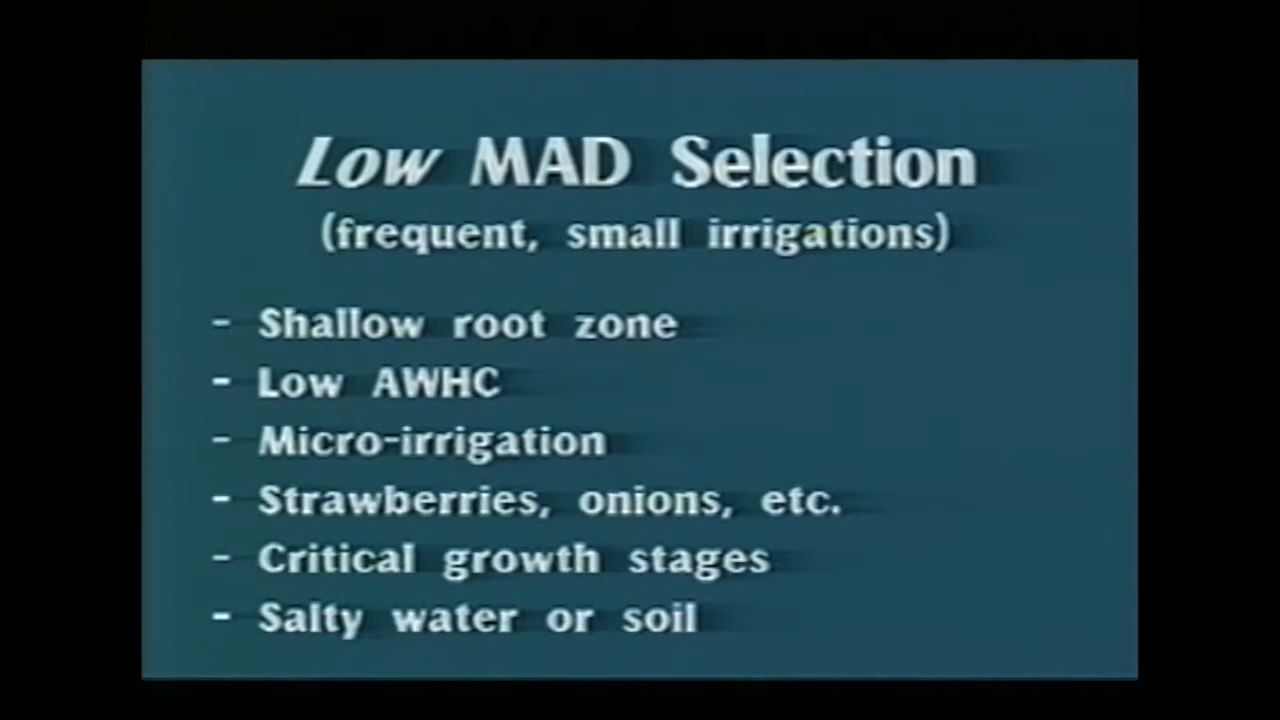 Low MAD Selection
(frequent, small irrigations)
- Shallow root zone
- Low AWHC
- Micro-irrigation
- Strawberries, onions, etc.
- Critical growth stages
- Salty water or soil